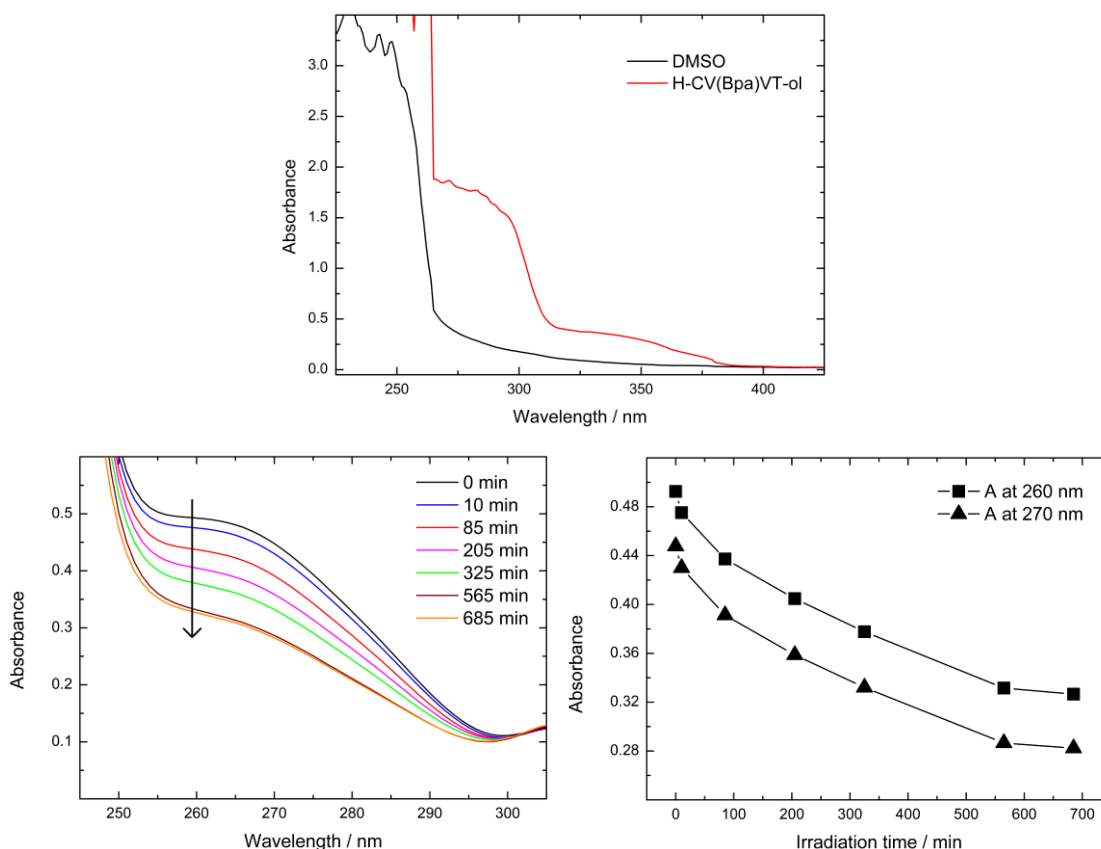 DMSO
H-CV(Bpa)VT-ol
3.0
2.5
2.0
1.5
1.0
0.5
0.0
Absorbance
250
300
350
400
Wavelength / nm
0 min
10 min
85 min
205 min
325 min
565 min
685 min
0.5
0.4
0.3
0.2
0.1
Absorbance
250
260
270
280
290
300
Wavelength / nm
A at 260 nm
A at 270 nm
0.48
0.44
0.40
0.36
0.32
0.28
Absorbance
0
100
200
300
400
500
600
700
Irradiation time / min